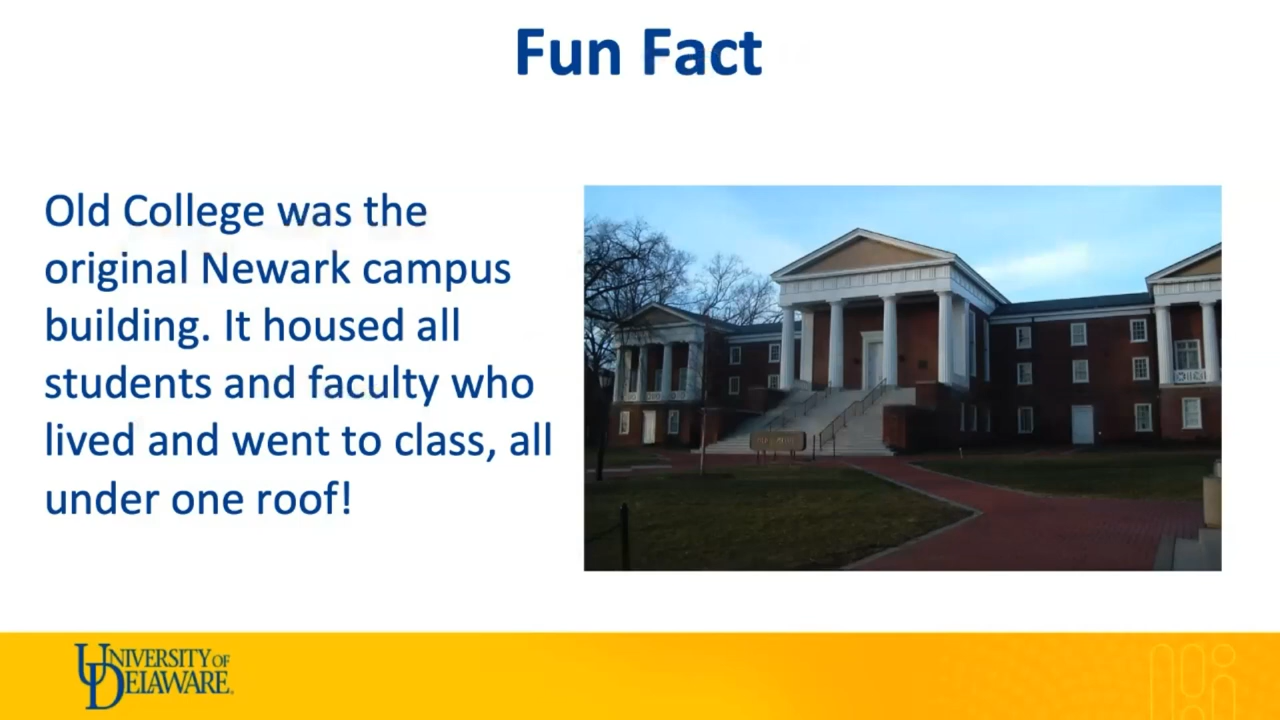 Fun Fact
Old College was the
original Newark campus
building. It housed all
students and faculty who
lived and went to class, all
under one roof!
UNIVERSITY OF
DELAWARE